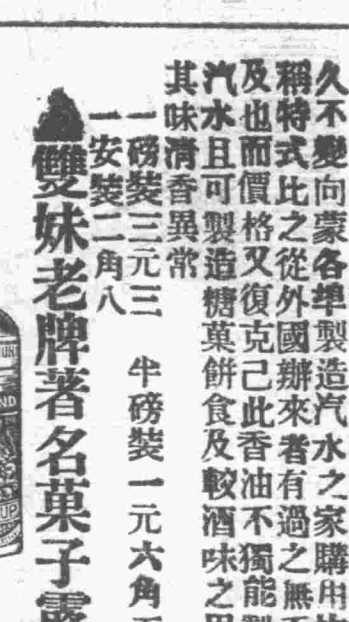 久不變向蒙各埠製造汽水之家購用
稱特式比之從外國辦來者有過之無
及也而價格又復克己此香油不獨能製
汽水且可製造糖菓餅食及較酒味之用
其味清香異常
一磅裝三元三 半磅裝一元六角
一安裝二角八
雙妹老牌著名菓子露